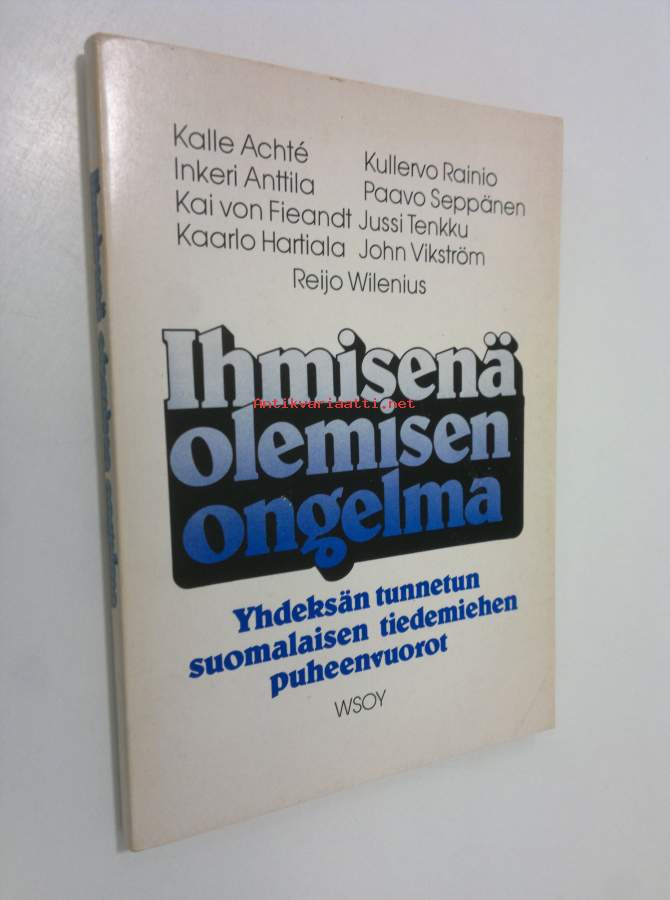 Kalle Achté
Inkeri Anttila
Kai von Fieandt
Kaarlo Hartiala
Kullervo Rainio
Paavo Seppänen
Jussi Tenkku
John Vikström
Reijo Wilenius
Ihmisenä
olemisen
ongelma
Antikvariaatti.net
Yhdeksän tunnetun
suomalaisen tiedemiehen
puheenvuorot
WSOY